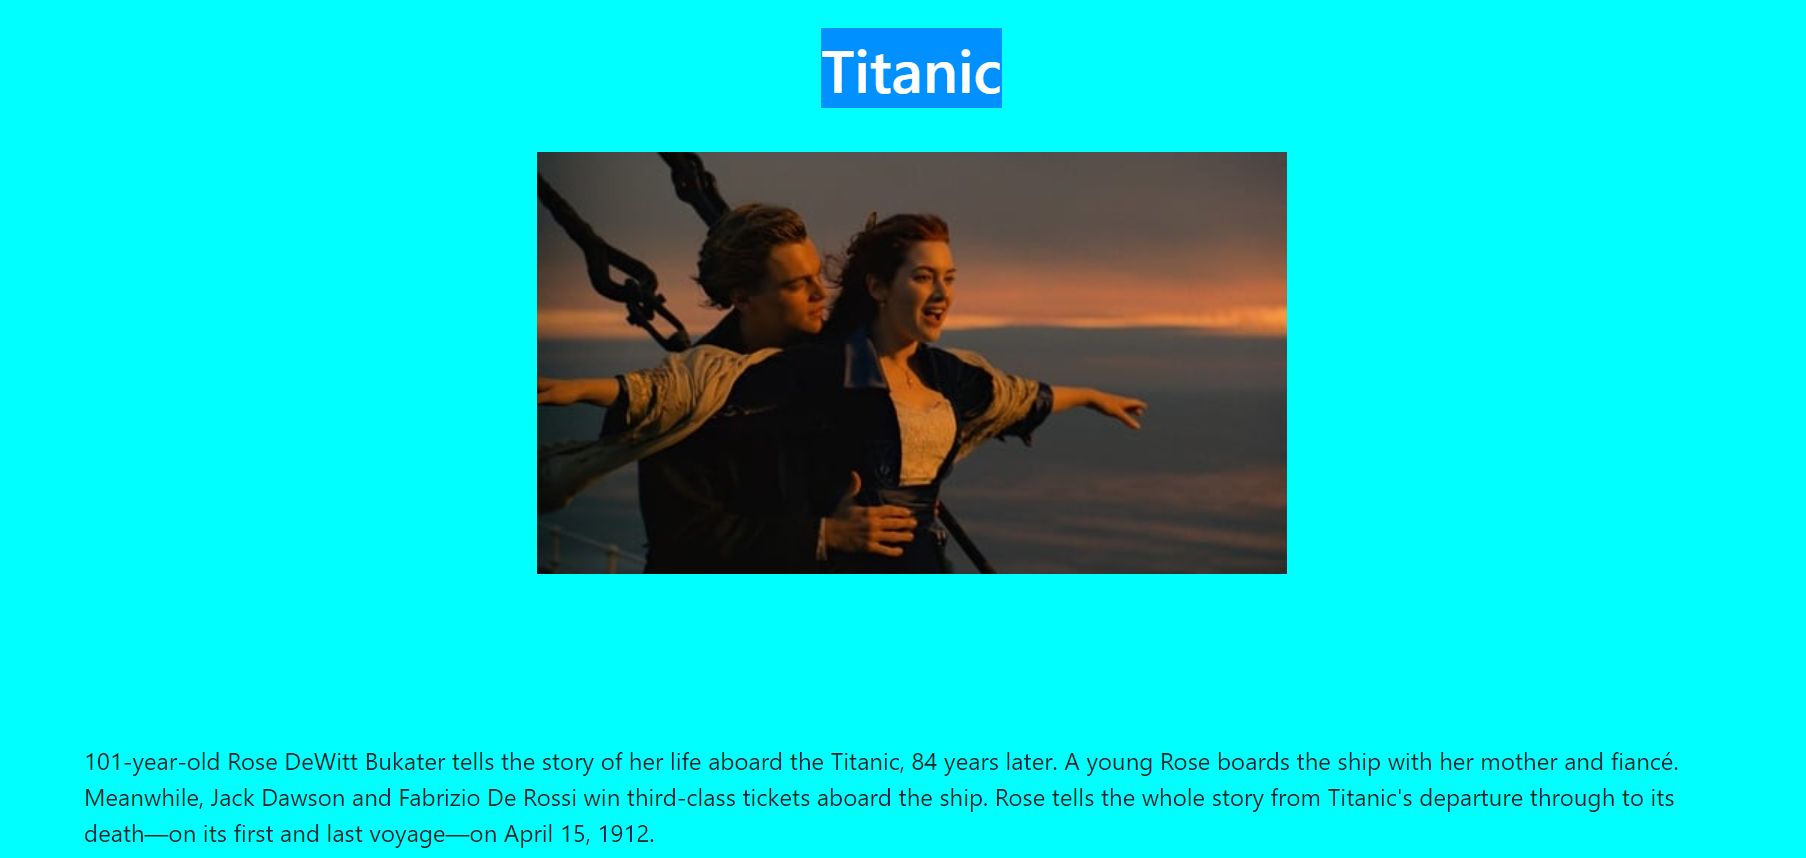 Titanic
101-year-old Rose DeWitt Bukater tells the story of her life aboard the Titanic, 84 years later. A young Rose boards the ship with her mother and fiancé.
Meanwhile, Jack Dawson and Fabrizio De Rossi win third-class tickets aboard the ship. Rose tells the whole story from Titanic's departure through to its
death—on its first and last voyage—on April 15, 1912.